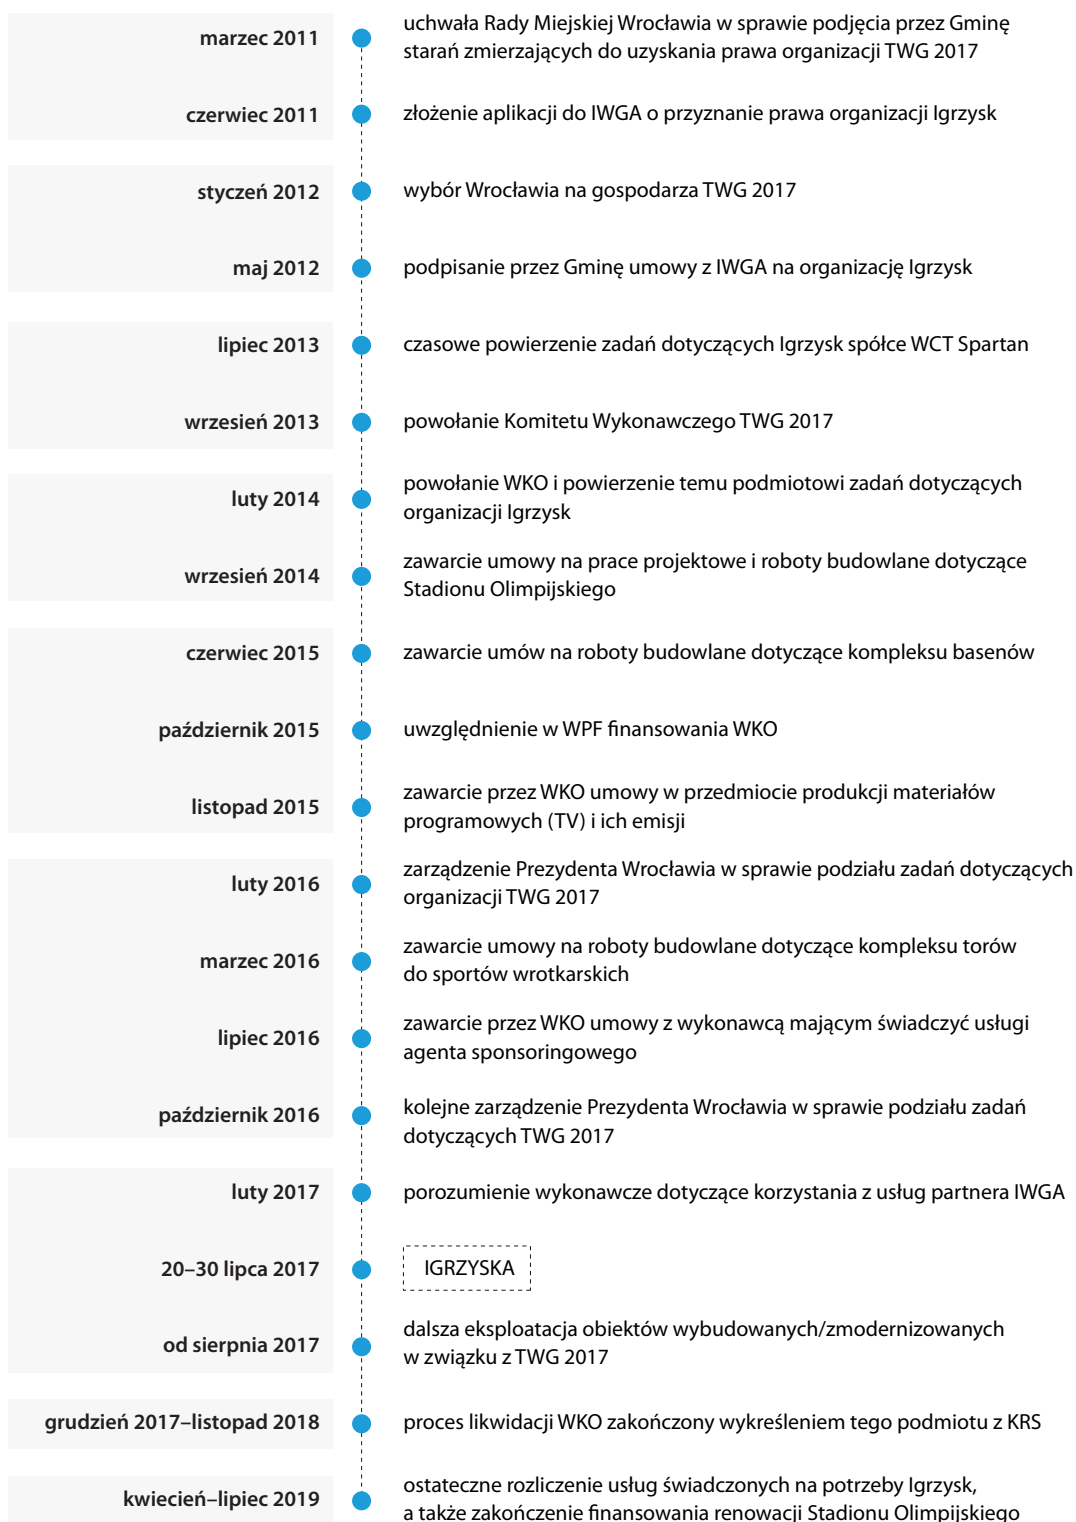 marzec 2011
uchwała Rady Miejskiej Wrocławia w sprawie podjęcia przez Gminę
starań zmierzających do uzyskania prawa organizacji TWG 2017
czerwiec 2011
złożenie aplikacji do IWGA o przyznanie prawa organizacji Igrzysk
styczeń 2012
wybór Wrocławia na gospodarza TWG 2017
maj 2012
podpisanie przez Gminę umowy z IWGA na organizację Igrzysk
lipiec 2013
czasowe powierzenie zadań dotyczących Igrzysk spółce WCT Spartan
wrzesień 2013
powołanie Komitetu Wykonawczego TWG 2017
luty 2014
powołanie WKO i powierzenie temu podmiotowi zadań dotyczących
organizacji Igrzysk
wrzesień 2014
zawarcie umowy na prace projektowe i roboty budowlane dotyczące
Stadionu Olimpijskiego
czerwiec 2015
zawarcie umów na roboty budowlane dotyczące kompleksu basenów
październik 2015
uwzględnienie w WPF finansowania WKO
listopad 2015
zawarcie przez WKO umowy w przedmiocie produkcji materiałów
programowych (TV) i ich emisji
luty 2016
zarządzenie Prezydenta Wrocławia w sprawie podziału zadań dotyczących
organizacji TWG 2017
marzec 2016
zawarcie umowy na roboty budowlane dotyczące kompleksu torów
do sportów wrotkarskich
lipiec 2016
zawarcie przez WKO umowy z wykonawcą mającym świadczyć usługi
agenta sponsoringowego
październik 2016
kolejne zarządzenie Prezydenta Wrocławia w sprawie podziału zadań
dotyczących TWG 2017
luty 2017
porozumienie wykonawcze dotyczące korzystania z usług partnera IWGA
20–30 lipca 2017
IGRZYSKA
od sierpnia 2017
dalsza eksploatacja obiektów wybudowanych/zmodernizowanych
w związku z TWG 2017
grudzień 2017–listopad 2018
proces likwidacji WKO zakończony wykreśleniem tego podmiotu z KRS
kwiecień–lipiec 2019
ostateczne rozliczenie usług świadczonych na potrzeby Igrzysk,
a także zakończenie finansowania renowacji Stadionu Olimpijskiego